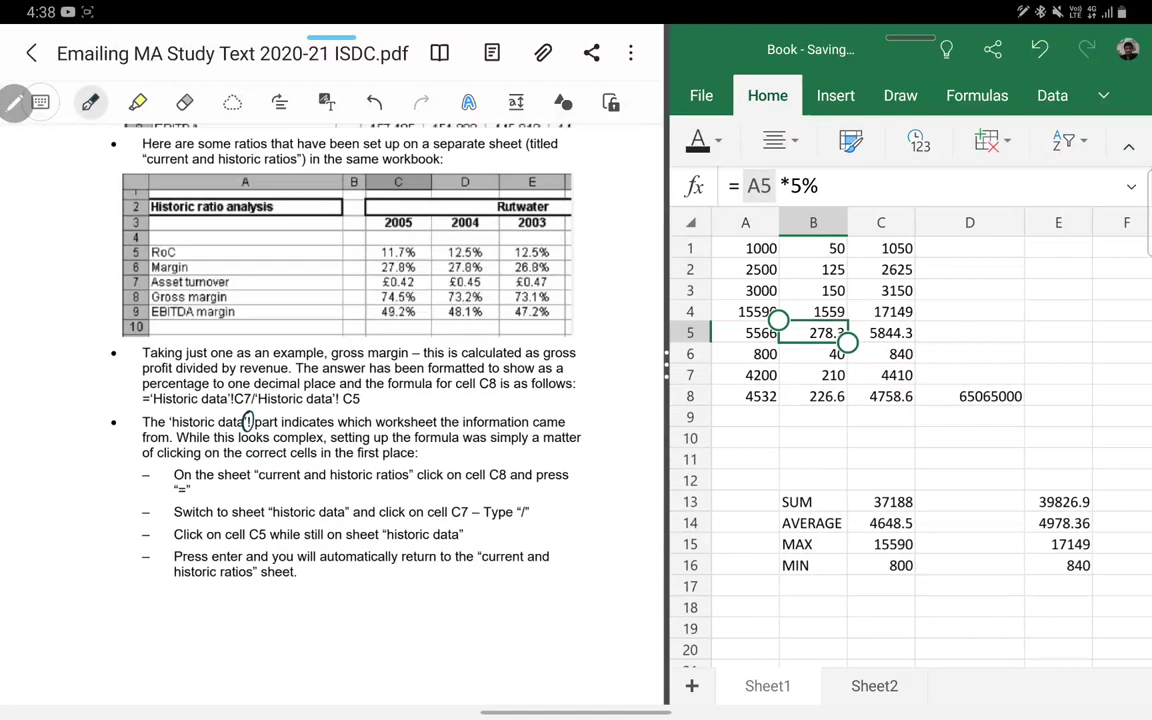 4:38
Vo)) LTE 4G
Emailing MA Study Text 2020-21 ISDC.pdf
Here are some ratios that have been set up on a separate sheet (titled
“current and historic ratios”) in the same workbook:
A B C D E
1
2 Historic ratio analysis Rutwater
3 2005 2004 2003
4
5 RoC 11.7% 12.5% 12.5%
6 Margin 27.8% 27.8% 26.8%
7 Asset turnover £0.42 £0.45 £0.47
8 Gross margin 74.5% 73.2% 73.1%
9 EBITDA margin 49.2% 48.1% 47.2%
10
Taking just one as an example, gross margin – this is calculated as gross
profit divided by revenue. The answer has been formatted to show as a
percentage to one decimal place and the formula for cell C8 is as follows:
=‘Historic data’!C7/‘Historic data’! C5
The ‘historic data’! part indicates which worksheet the information came
from. While this looks complex, setting up the formula was simply a matter
of clicking on the correct cells in the first place:
– On the sheet “current and historic ratios” click on cell C8 and press
“=”
– Switch to sheet “historic data” and click on cell C7 – Type “/”
– Click on cell C5 while still on sheet “historic data”
– Press enter and you will automatically return to the “current and
historic ratios” sheet.
Book - Saving...
File Home Insert Draw Formulas Data
A 123 A Z
fx = A5 *5%
A B C D E F
1 1000 50 1050
2 2500 125 2625
3 3000 150 3150
4 15590 1559 17149
5 5566 278.3 5844.3
6 800 40 840
7 4200 210 4410
8 4532 226.6 4758.6 65065000
9
10
11
12
13 SUM 37188 39826.9
14 AVERAGE 4648.5 4978.36
15 MAX 15590 17149
16 MIN 800 840
17
18
19
20
+ Sheet1 Sheet2